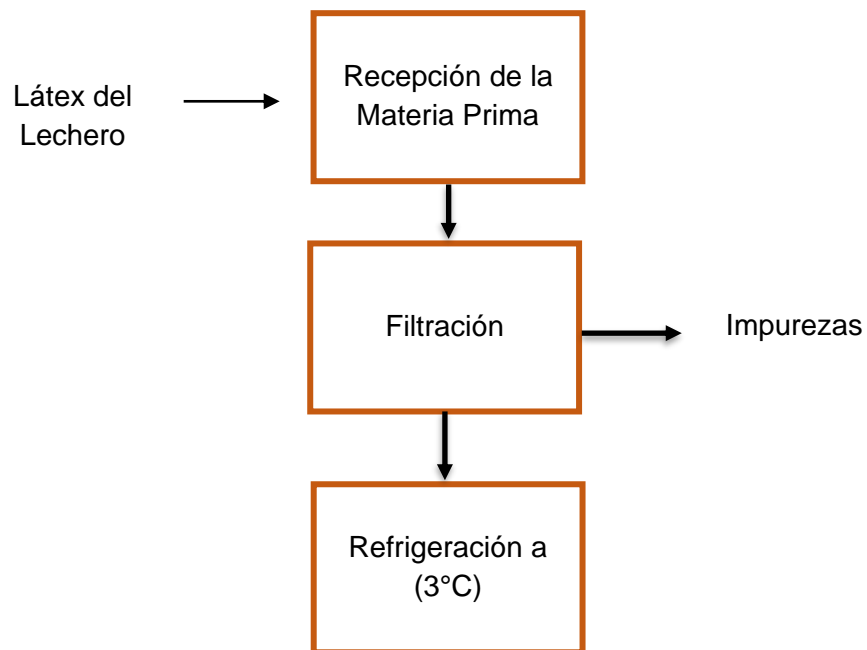 Látex del
Lechero
Recepción de la
Materia Prima
Filtración
Impurezas
Refrigeración a
(3°C)